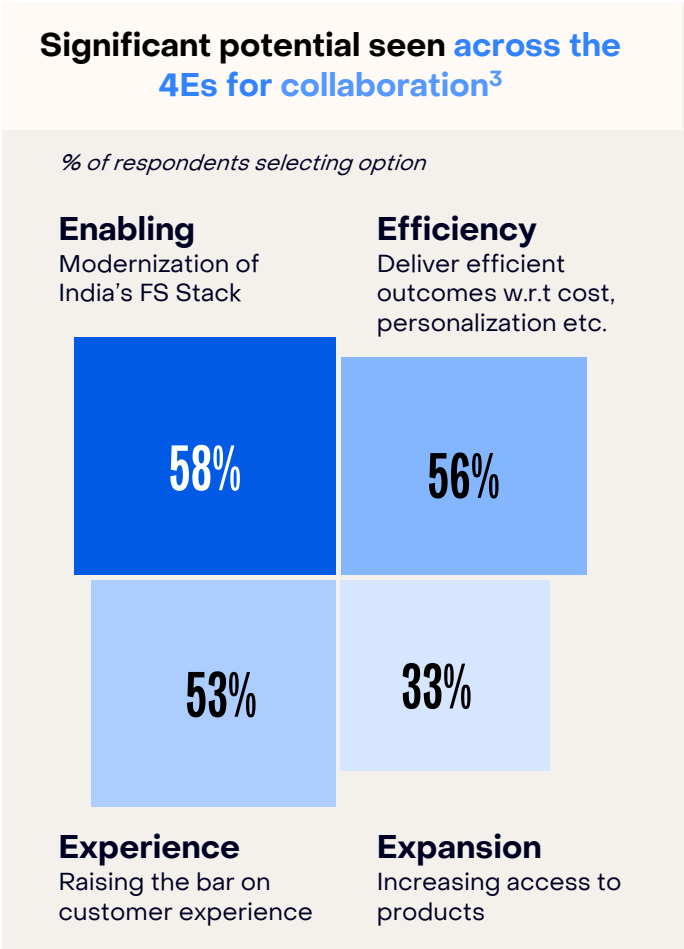 Significant potential seen across the
4Es for collaboration³
% of respondents selecting option
Enabling
Modernization of
India's FS Stack
Efficiency
Deliver efficient
outcomes w.r.t cost,
personalization etc.
58%
56%
53%
33%
Experience
Raising the bar on
customer experience
Expansion
Increasing access to
products